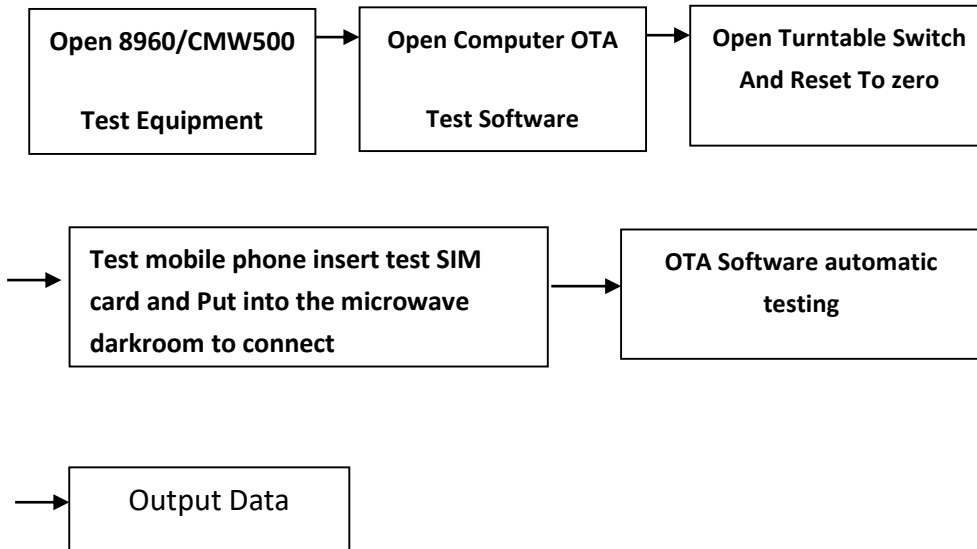 Open 8960/CMW500
Test Equipment
Open Computer OTA
Test Software
Open Turntable Switch
And Reset To zero
Test mobile phone insert test SIM
card and Put into the microwave
darkroom to connect
OTA Software automatic
testing
Output Data